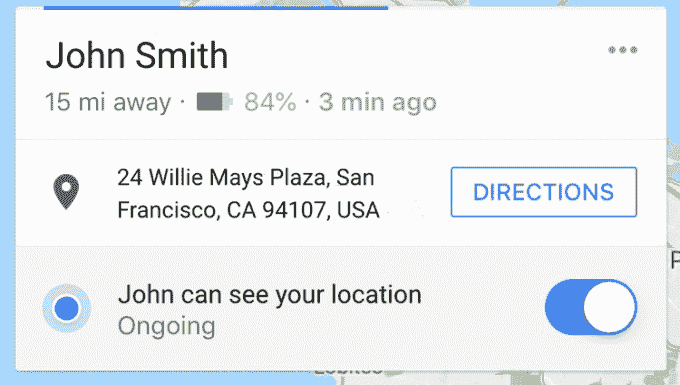 John Smith
15 mi away · 84% · 3 min ago
24 Willie Mays Plaza, San
Francisco, CA 94107, USA
DIRECTIONS
John can see your location
Ongoing